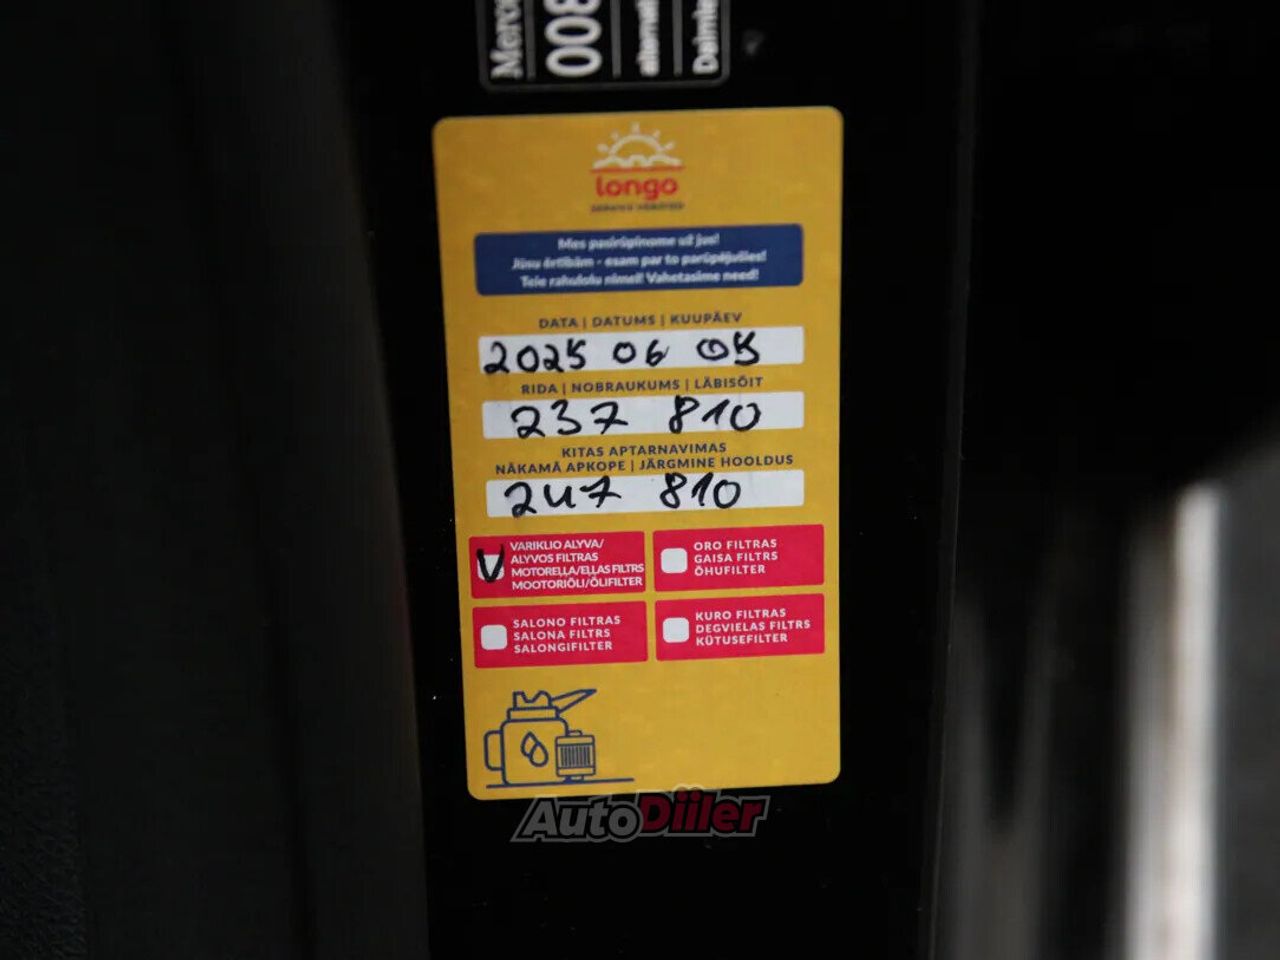 008
longo
Mes pasirūpinome už jus!
Jūsu ērtībām - esam par to parūpējušies!
Teie rahulolu nimel! Vahetasime need!
DATA | DATUMS | KUUPÄEV
2025 06 05
RIDA | NOBRAUKUMS | LÄBISÕIT
237 810
KITAS APTARNAVIMAS
NĀKAMĀ APKOPE | JÄRGMINE HOOLDUS
247 810
V
VARIKLIO ALYVA/
ALYVOS FILTRAS
MOTOREĻĻA/EĻĻAS FILTRS
MOOTORIÕLI/ÕLIFILTER
ORO FILTRAS
GAISA FILTRS
ÕHUFILTER
SALONO FILTRAS
SALONA FILTRS
SALONGIFILTER
KURO FILTRAS
DEGVIELAS FILTRS
KÜTUSEFILTER
AutoDiiler